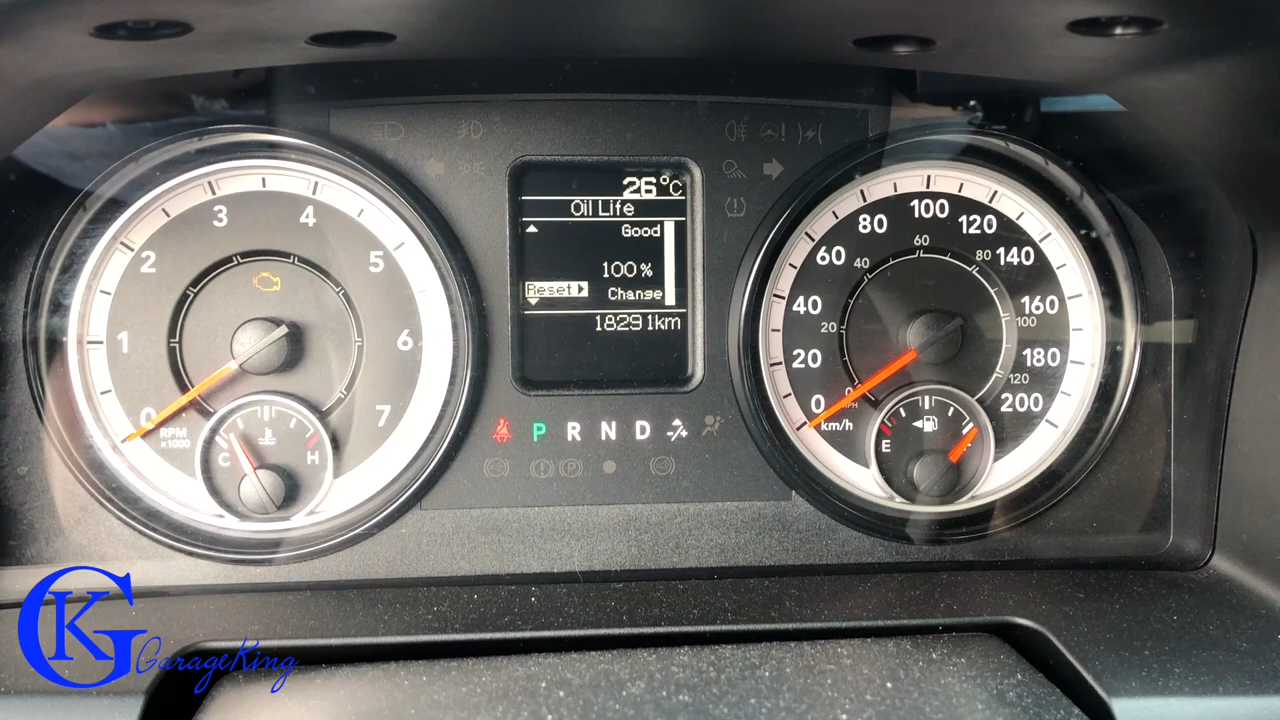 26°C
Oil Life
Good
100%
Reset
Change
18291km
0 1 2 3 4 5 6 7
RPM
x1000
C H
P R N D
0 20 40 60 80 100 120 140 160 180 200
0 20 40 60 80 100 120
MPH
km/h
E
GK
GarageKing